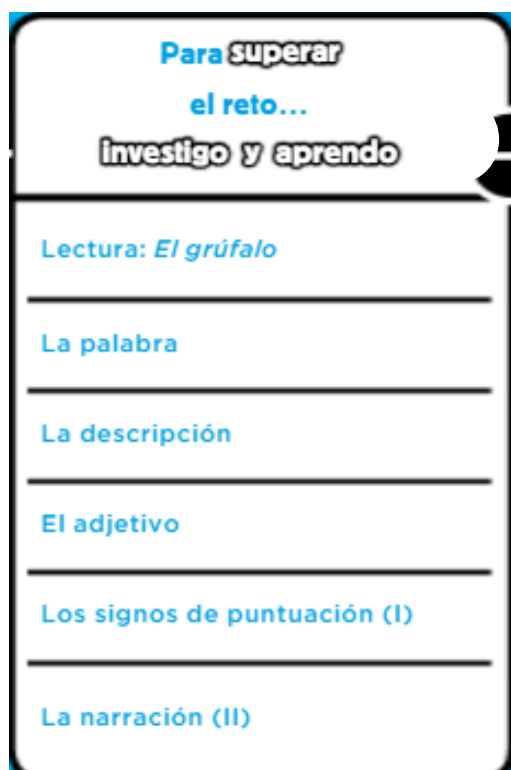 Para superar
el reto...
investigo y aprendo
Lectura: El grúfalo
La palabra
La descripción
El adjetivo
Los signos de puntuación (I)
La narración (II)